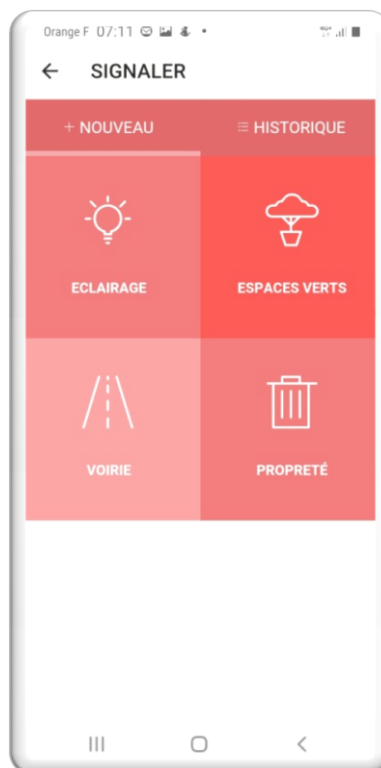 Orange F 07:11
SIGNALER
+ NOUVEAU
HISTORIQUE
ECLAIRAGE
ESPACES VERTS
VOIRIE
PROPRETÉ